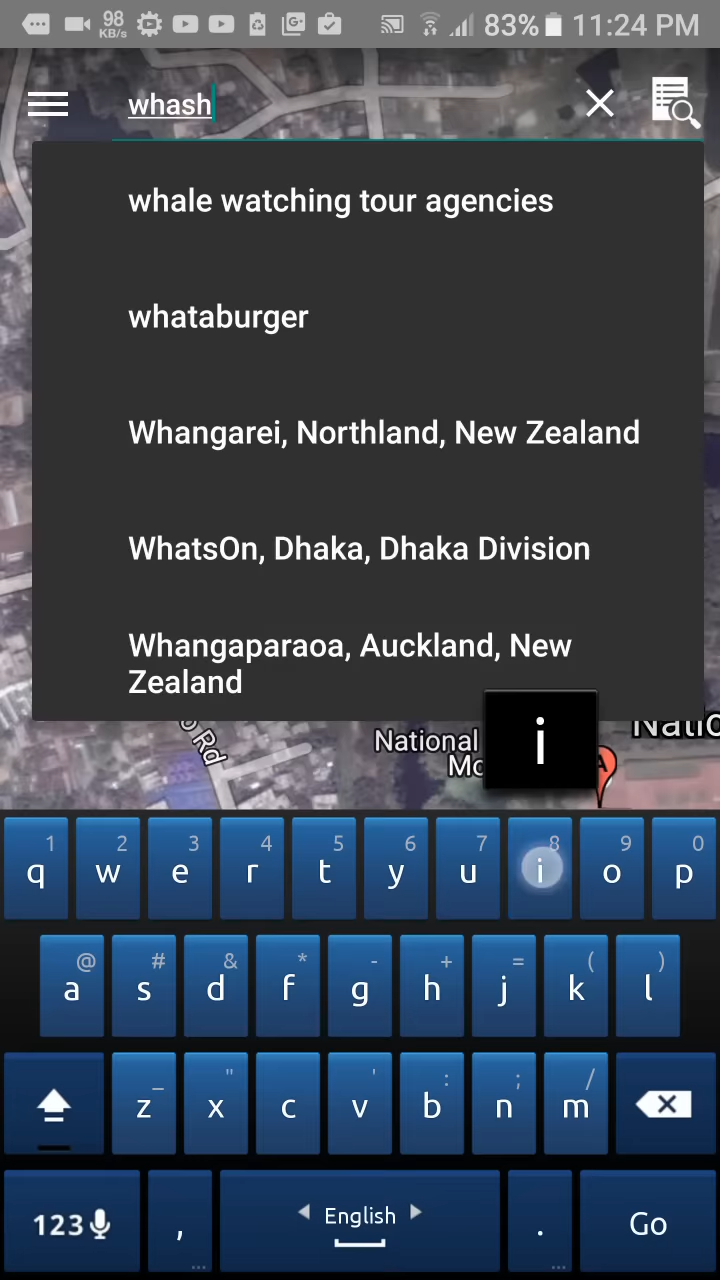 98 KB/s G+ 83% 11:24 PM
whash
whale watching tour agencies
whataburger
Whangarei, Northland, New Zealand
WhatsOn, Dhaka, Dhaka Division
Whangaparaoa, Auckland, New
Zealand
i
Rd
National
A
1 2 3 4 5 6 7 8 9 0
q w e r t y u i o p
@ # & * - + = ( )
a s d f g h j k l
_ " ' : ; /
z x c v b n m
123 , English . Go